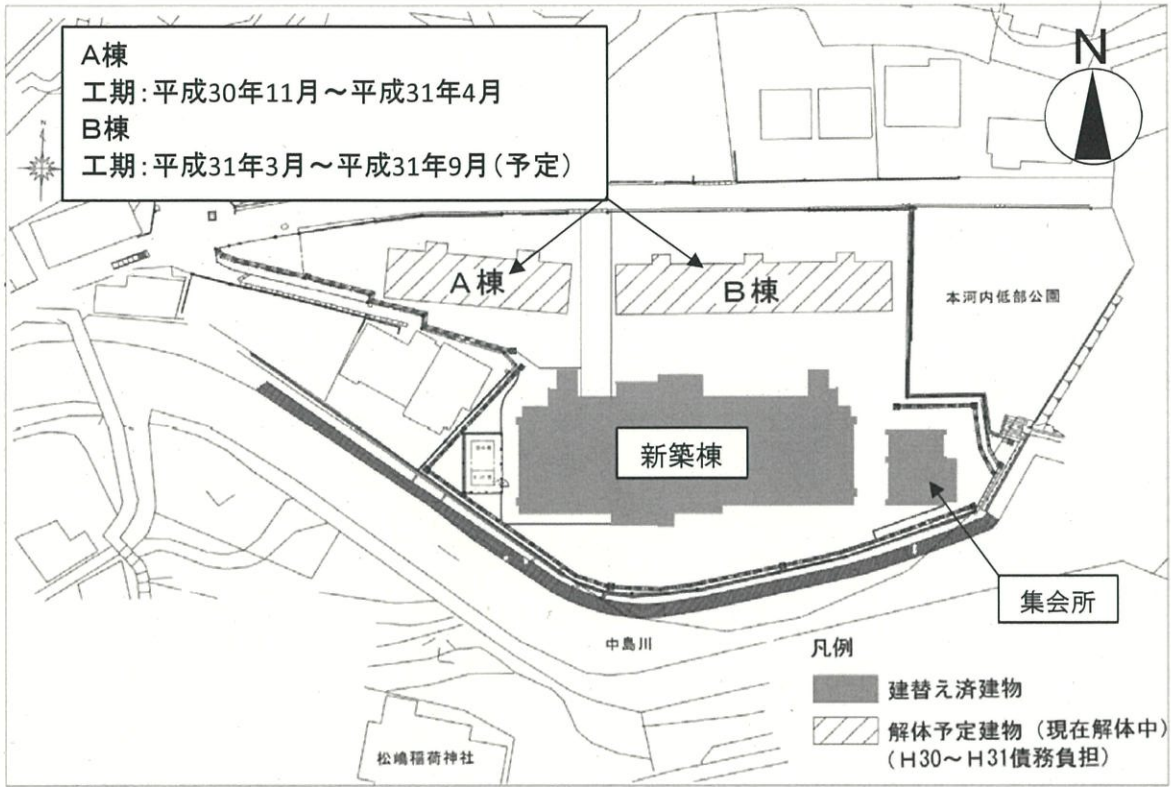 A棟
工期:平成30年11月～平成31年4月
B棟
工期:平成31年3月～平成31年9月(予定)
N
N
A棟
B棟
本河内低部公園
新築棟
集会所
中島川
凡例
建替え済建物
解体予定建物（現在解体中）
（H30～H31債務負担）
松嶋稲荷神社